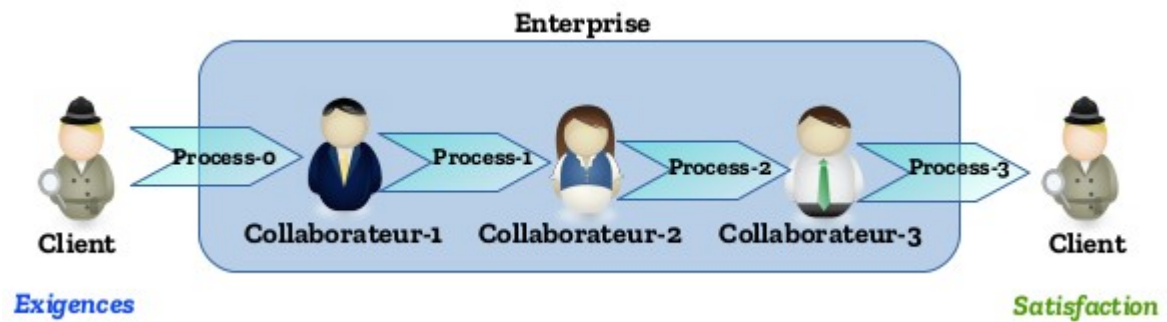 Enterprise
Process-0
Process-1
Process-2
Process-3
Client
Collaborateur-1
Collaborateur-2
Collaborateur-3
Client
Exigences
Satisfaction